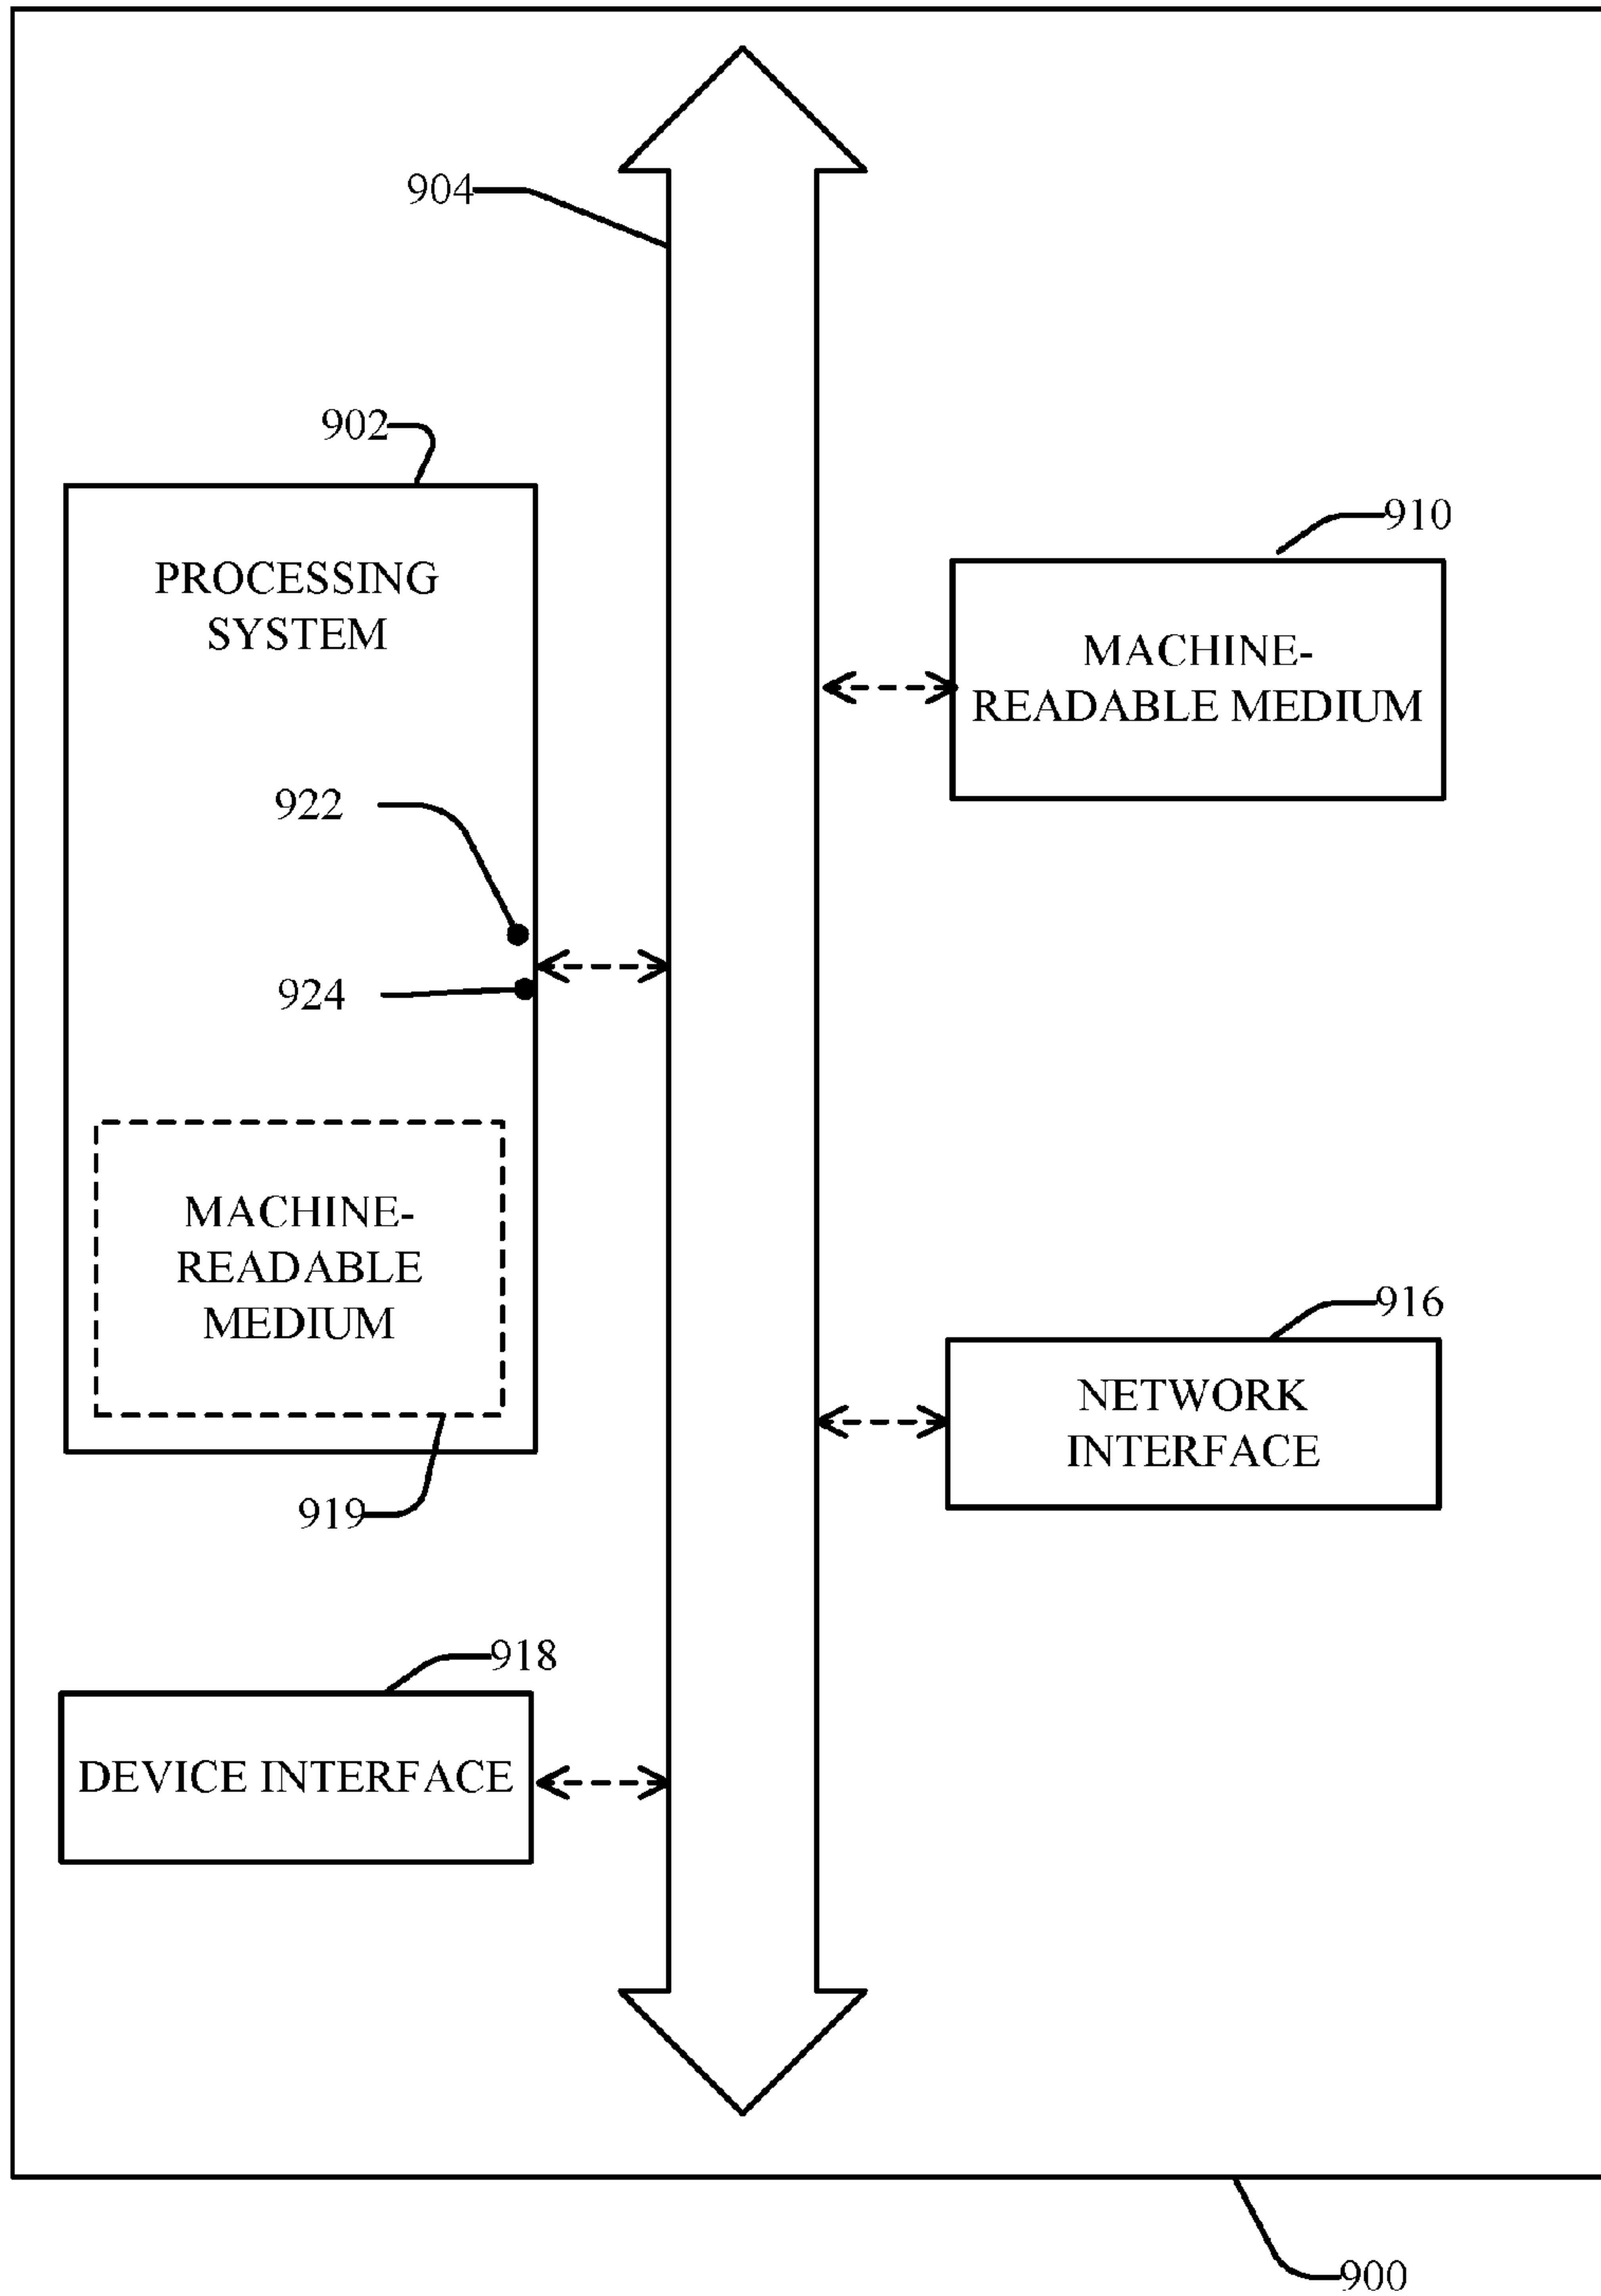 904
902
PROCESSING
SYSTEM
910
MACHINE-
READABLE MEDIUM
922
924
MACHINE-
READABLE
MEDIUM
916
NETWORK
INTERFACE
919
918
DEVICE INTERFACE
900